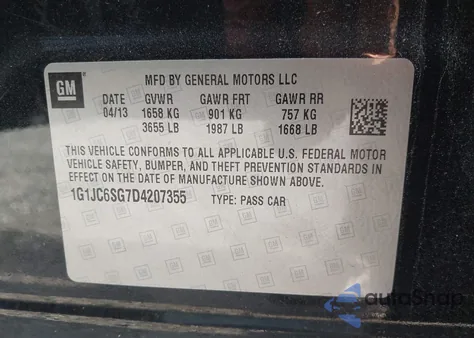 GM
MFD BY GENERAL MOTORS LLC
DATE GVWR GAWR FRT GAWR RR
04/13 1658 KG 901 KG 757 KG
3655 LB 1987 LB 1668 LB
THIS VEHICLE CONFORMS TO ALL APPLICABLE U.S. FEDERAL MOTOR
VEHICLE SAFETY, BUMPER, AND THEFT PREVENTION STANDARDS IN
EFFECT ON THE DATE OF MANUFACTURE SHOWN ABOVE.
1G1JC6SG7D4207355 TYPE: PASS CAR
autoSnap